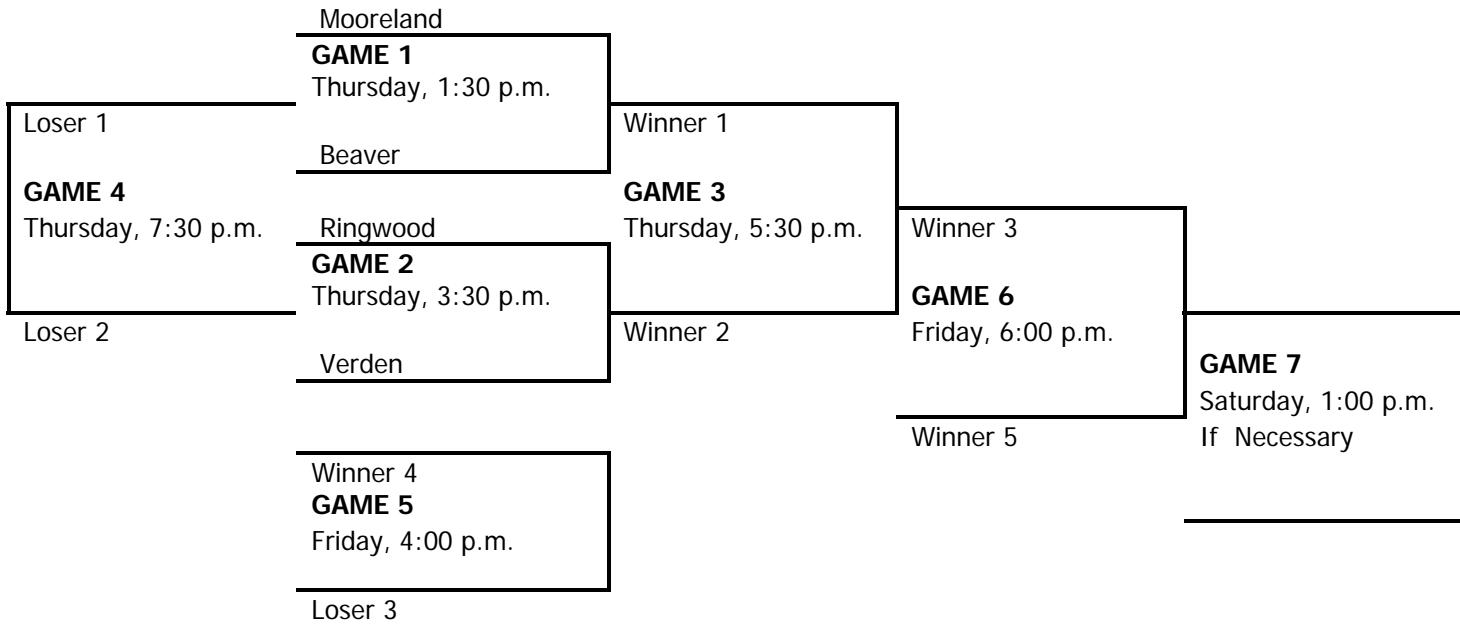 Mooreland
GAME 1
Thursday, 1:30 p.m.
Loser 1
Winner 1
Beaver
GAME 4
GAME 3
Thursday, 7:30 p.m.
Ringwood
Thursday, 5:30 p.m.
Winner 3
GAME 2
Thursday, 3:30 p.m.
GAME 6
Loser 2
Winner 2
Friday, 6:00 p.m.
Verden
GAME 7
Saturday, 1:00 p.m.
Winner 5
If Necessary
Winner 4
GAME 5
Friday, 4:00 p.m.
Loser 3